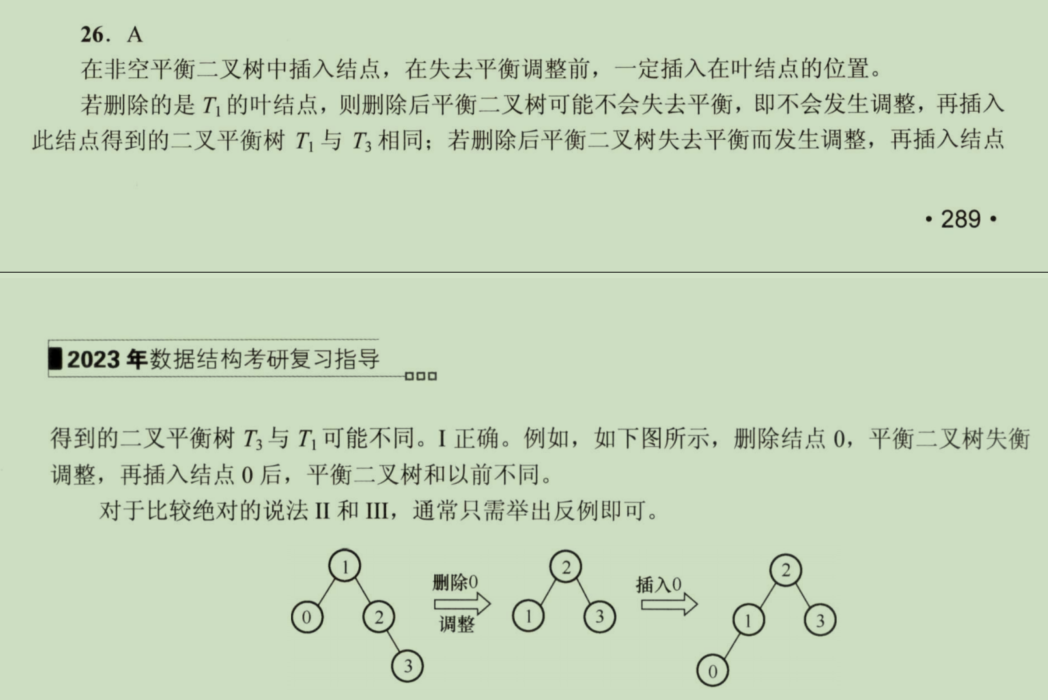 26. A
在非空平衡二叉树中插入结点，在失去平衡调整前，一定插入在叶结点的位置。
若删除的是 T₁ 的叶结点，则删除后平衡二叉树可能不会失去平衡，即不会发生调整，再插入
此结点得到的二叉平衡树 T₁ 与 T₃ 相同；若删除后平衡二叉树失去平衡而发生调整，再插入结点
·289·
2023 年数据结构考研复习指导
得到的二叉平衡树 T₃ 与 T₁ 可能不同。I 正确。例如，如下图所示，删除结点 0，平衡二叉树失衡
调整，再插入结点 0 后，平衡二叉树和以前不同。
对于比较绝对的说法 II 和 III，通常只需举出反例即可。
1
0
2
3
删除0
调整
2
1
3
插入0
2
1
3
0